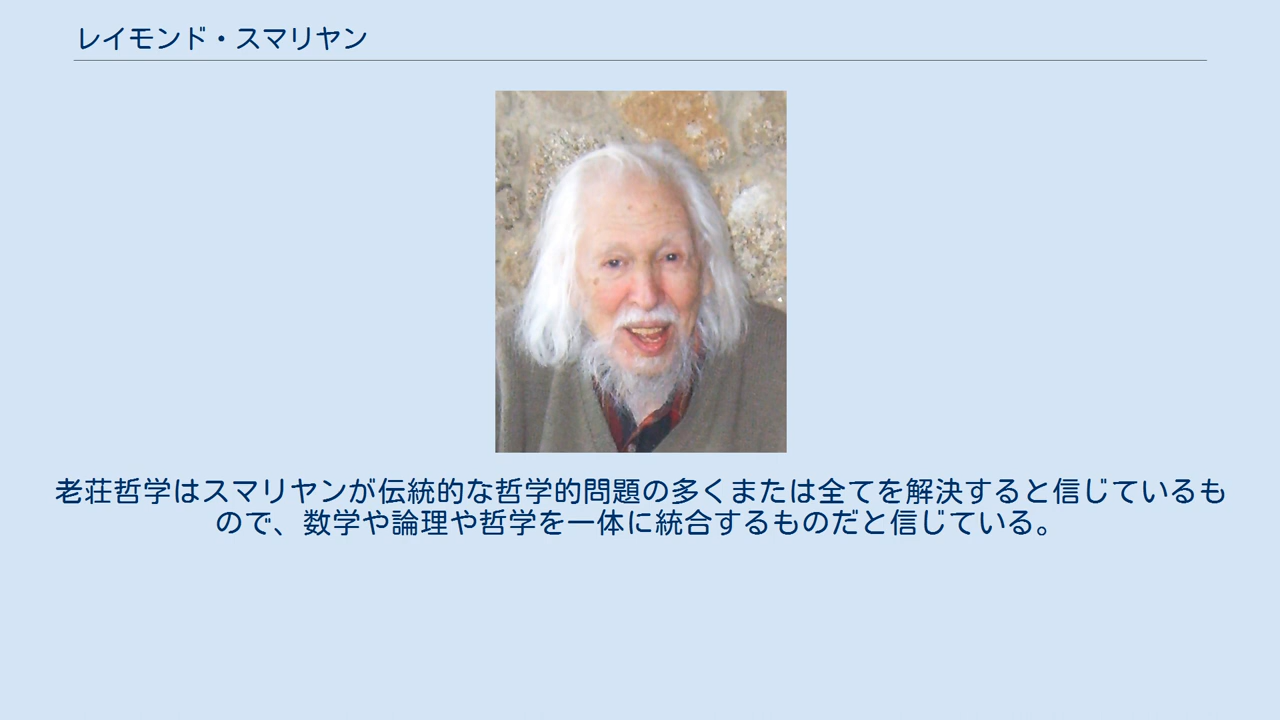 レイモンド・スマリヤン
老荘哲学はスマリヤンが伝統的な哲学的問題の多くまたは全てを解決すると信じているも
ので、数学や論理や哲学を一体に統合するものだと信じている。